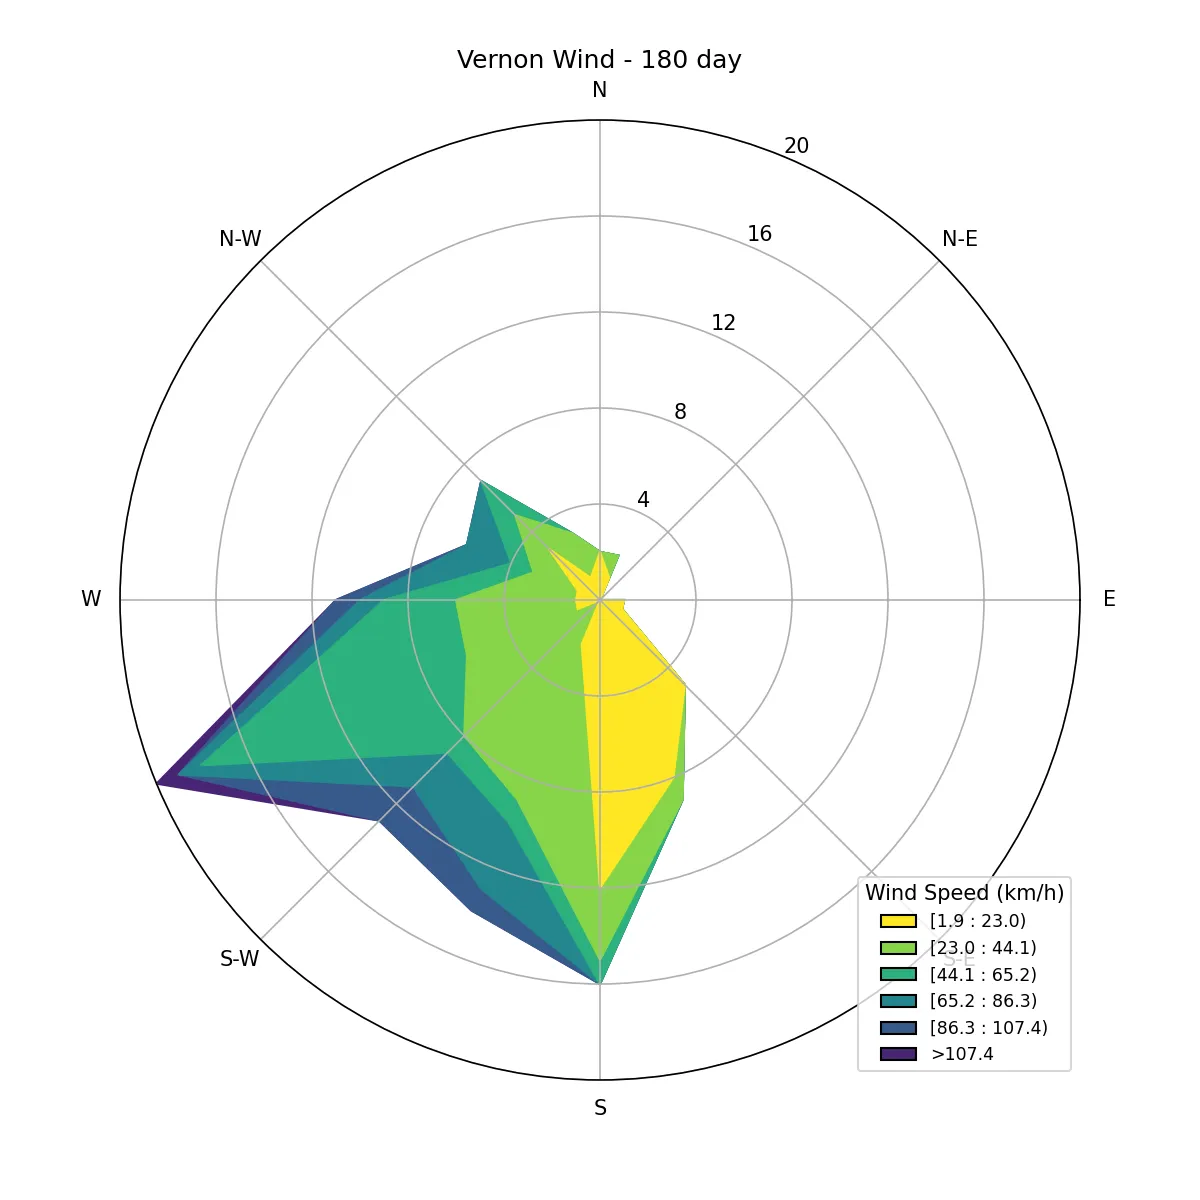 Vernon Wind - 180 day
N
20
N-W
N-E
16
12
8
4
W
E
S-W
S-E
S
Wind Speed (km/h)
[1.9 : 23.0)
[23.0 : 44.1)
[44.1 : 65.2)
[65.2 : 86.3)
[86.3 : 107.4)
>107.4